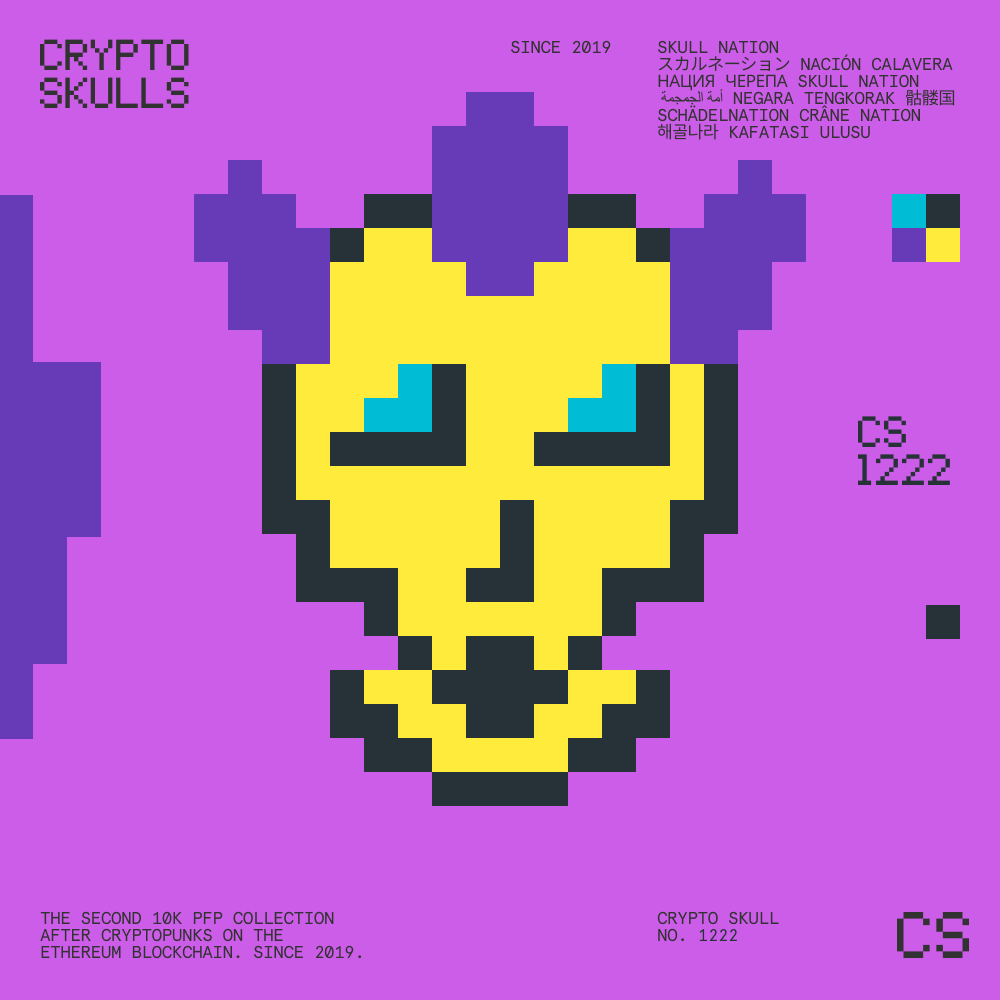 CRYPTO
SKULLS
SINCE 2019
SKULL NATION
スカルネーション NACIÓN CALAVERA
НАЦИЯ ЧЕРЕПА SKULL NATION
أمة الجمجمة NEGARA TENGKORAK 骷髅国
SCHÄDELNATION CRÂNE NATION
해골나라 KAFATASI ULUSU
CS
1222
THE SECOND 10K PFP COLLECTION
AFTER CRYPTOPUNKS ON THE
ETHEREUM BLOCKCHAIN. SINCE 2019.
CRYPTO SKULL
NO. 1222
CS